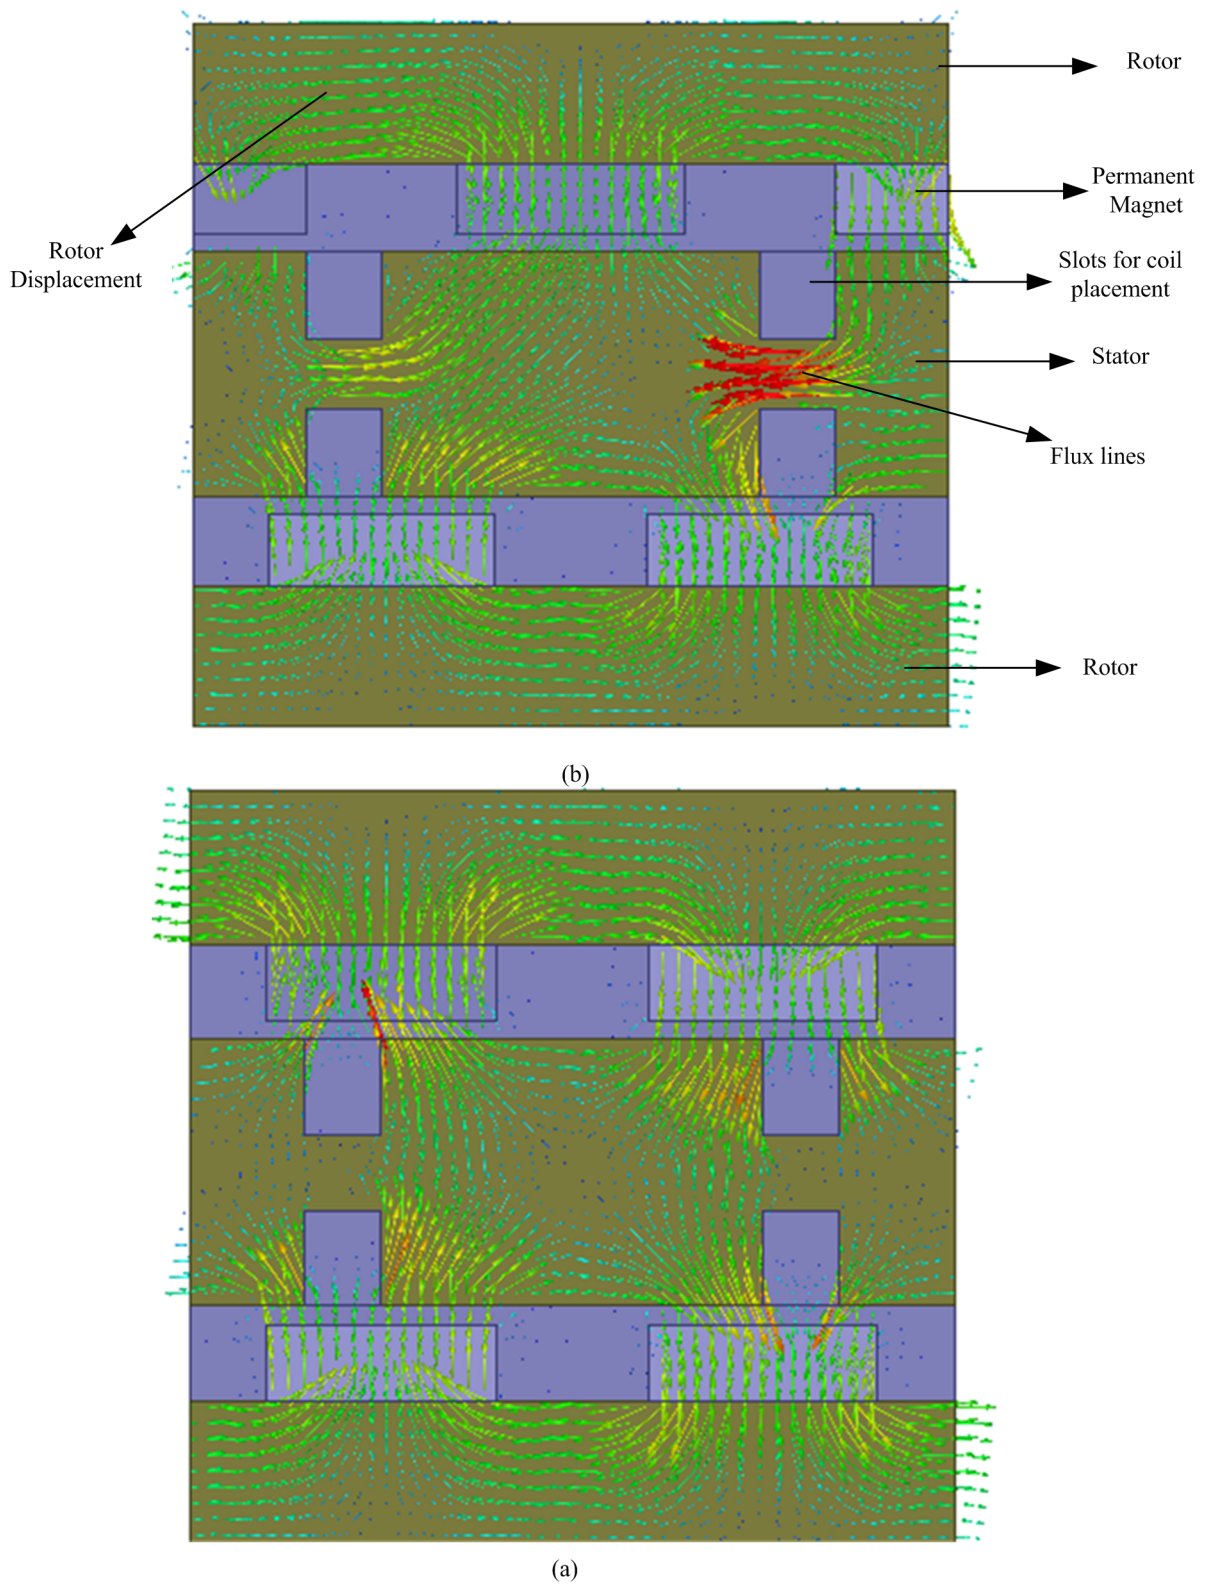 Rotor
Permanent
Magnet
Rotor
Displacement
Slots for coil
placement
Stator
Flux lines
Rotor
(b)
(a)